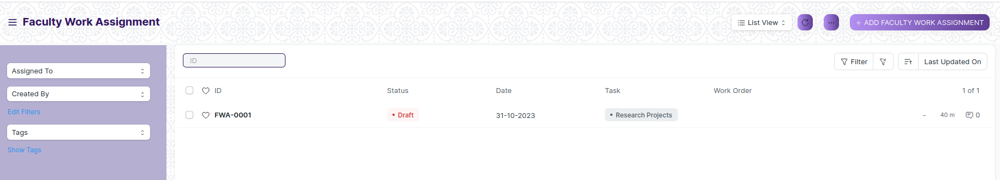 Faculty Work Assignment
List View
...
+ ADD FACULTY WORK ASSIGNMENT
Assigned To
Created By
Edit Filters
Tags
Show Tags
ID
Filter
Last Updated On
ID Status Date Task Work Order 1 of 1
FWA-0001 • Draft 31-10-2023 • Research Projects - 40 m 0